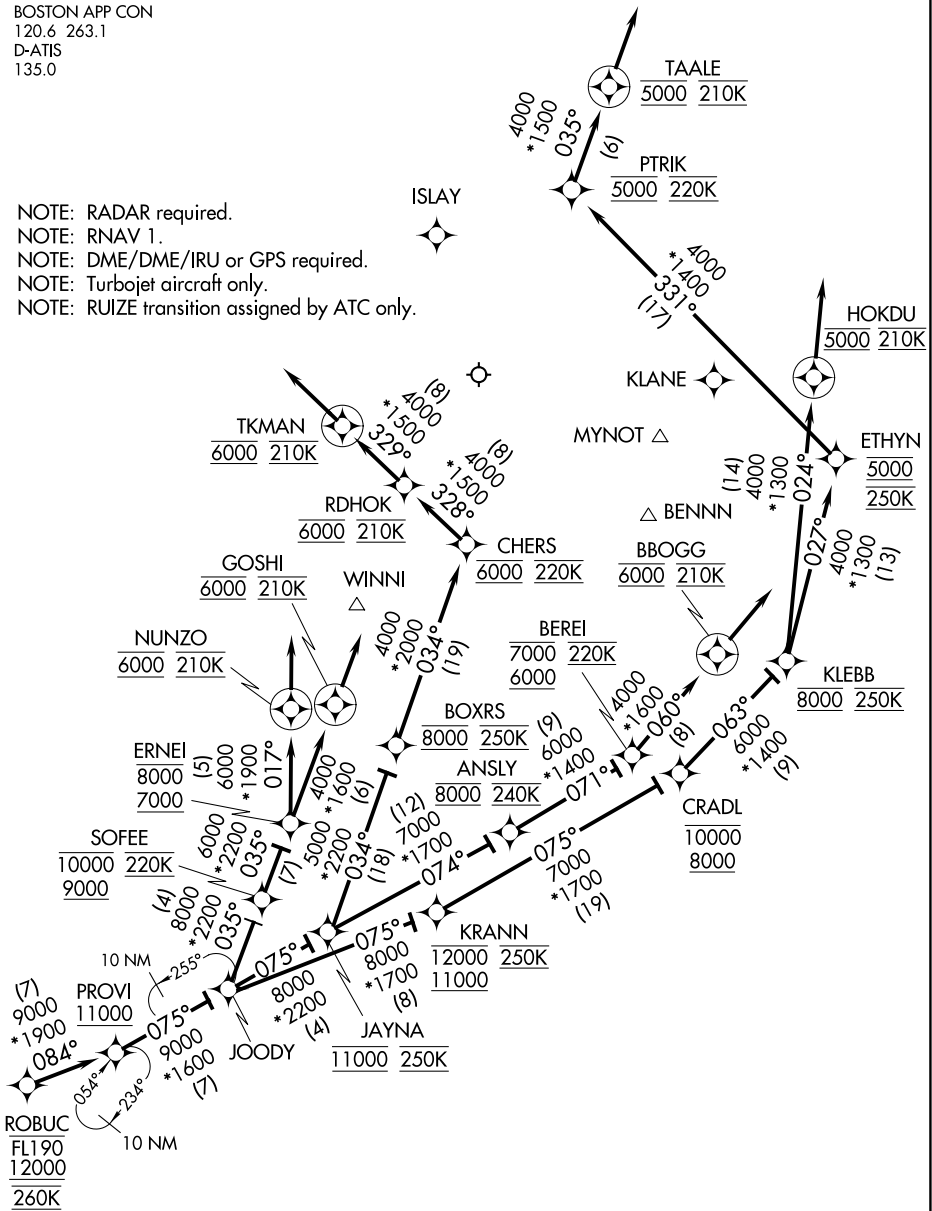 BOSTON APP CON
120.6 263.1
D-ATIS
135.0
NOTE: RADAR required.
NOTE: RNAV 1.
NOTE: DME/DME/IRU or GPS required.
NOTE: Turbojet aircraft only.
NOTE: RUIZE transition assigned by ATC only.
TAALE
5000 210K
4000
*1500
035°
(6)
PTRIK
5000 220K
ISLAY
4000
*1400
331°
(17)
HOKDU
5000 210K
KLANE
MYNOT
ETHYN
5000
250K
(14)
4000
*1300
024°
027°
4000
*1300
(13)
TKMAN
6000 210K
(8)
4000
*1500
329°
RDHOK
6000 210K
(8)
4000
*1500
328°
CHERS
6000 220K
BENNN
BBOGG
6000 210K
GOSHI
6000 210K
WINNI
NUNZO
6000 210K
4000
*2000
034°
(19)
BEREI
7000 220K
6000
4000
*1600
060°
(8)
KLEBB
8000 250K
063°
6000
*1400
(9)
BOXRS
8000 250K
ERNEI
8000
7000
(5)
6000
*1900
017°
4000
*1600
(6)
ANSLY
8000 240K
(9)
6000
*1400
071°
CRADL
10000
8000
SOFEE
10000 220K
9000
6000
*2200
035°
(7)
5000
*2200
034°
(18)
(12)
7000
*1700
074°
075°
7000
*1700
(19)
(4)
8000
*2200
035°
KRANN
12000 250K
11000
075°
8000
*1700
(8)
075°
8000
*2200
(4)
JAYNA
11000 250K
10 NM
255°
PROVI
11000
JOODY
075°
9000
*1600
(7)
(7)
9000
*1900
084°
054°
234°
10 NM
ROBUC
FL190
12000
260K